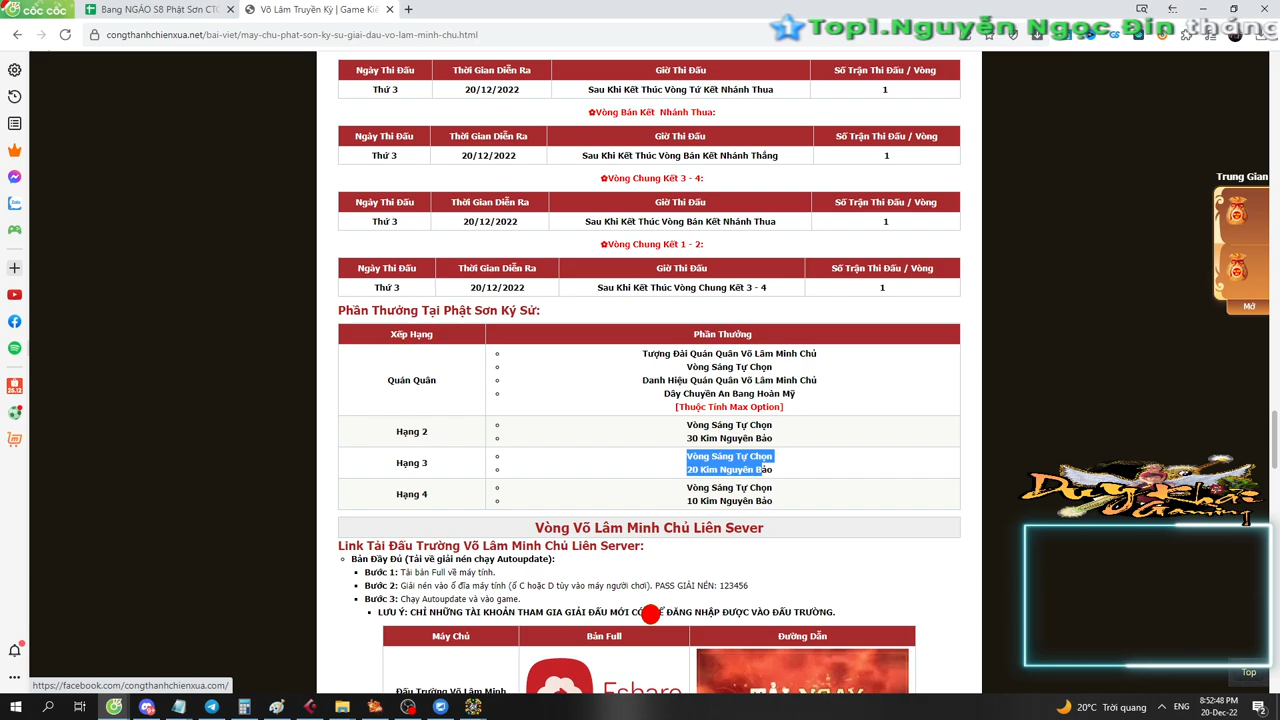 cốc cốc
Bang NGÁO S8 Phật Sơn CTC
Võ Lâm Truyền Kỳ | Game Kiế
Top1.Nguyễn Ngọc Đin thắng
congthanhchienxua.net/bai-viet/may-chu-phat-son-ky-su-giai-dau-vo-lam-minh-chu.html
Ngày Thi Đấu Thời Gian Diễn Ra Giờ Thi Đấu Số Trận Thi Đấu / Vòng
Thứ 3 20/12/2022 Sau Khi Kết Thúc Vòng Tứ Kết Nhánh Thua 1
✿Vòng Bán Kết Nhánh Thua:
Ngày Thi Đấu Thời Gian Diễn Ra Giờ Thi Đấu Số Trận Thi Đấu / Vòng
Thứ 3 20/12/2022 Sau Khi Kết Thúc Vòng Bán Kết Nhánh Thắng 1
✿Vòng Chung Kết 3 - 4:
Ngày Thi Đấu Thời Gian Diễn Ra Giờ Thi Đấu Số Trận Thi Đấu / Vòng
Thứ 3 20/12/2022 Sau Khi Kết Thúc Vòng Bán Kết Nhánh Thua 1
✿Vòng Chung Kết 1 - 2:
Ngày Thi Đấu Thời Gian Diễn Ra Giờ Thi Đấu Số Trận Thi Đấu / Vòng
Thứ 3 20/12/2022 Sau Khi Kết Thúc Vòng Chung Kết 3 - 4 1
Trung Gian
Mở
Phần Thưởng Tại Phật Sơn Ký Sử:
Xếp Hạng Phần Thưởng
Quán Quân
Tượng Đài Quán Quân Võ Lâm Minh Chủ
Vòng Sáng Tự Chọn
Danh Hiệu Quán Quân Võ Lâm Minh Chủ
Dây Chuyền An Bang Hoàn Mỹ
[Thuộc Tính Max Option]
Hạng 2
Vòng Sáng Tự Chọn
30 Kim Nguyên Bảo
Hạng 3
Vòng Sáng Tự Chọn
20 Kim Nguyên Bảo
Hạng 4
Vòng Sáng Tự Chọn
10 Kim Nguyên Bảo
Duy Khải
Gaming
Vòng Võ Lâm Minh Chủ Liên Sever
Link Tải Đấu Trường Võ Lâm Minh Chủ Liên Server:
Bản Đầy Đủ (Tải về giải nén chạy Autoupdate):
Bước 1: Tải bản Full về máy tính.
Bước 2: Giải nén vào ổ đĩa máy tính (ổ C hoặc D tùy vào máy người chơi). PASS GIẢI NÉN: 123456
Bước 3: Chạy Autoupdate và vào game.
LƯU Ý: CHỈ NHỮNG TÀI KHOẢN THAM GIA GIẢI ĐẤU MỚI ĐĂNG NHẬP ĐƯỢC VÀO ĐẤU TRƯỜNG.
Máy Chủ Bản Full Đường Dẫn
Đấu Trường Võ Lâm Minh
Fshare
TẢI NGAY
Top
https://facebook.com/congthanhchienxua.com/
20°C Trời quang
ENG
8:52:48 PM
20-Dec-22